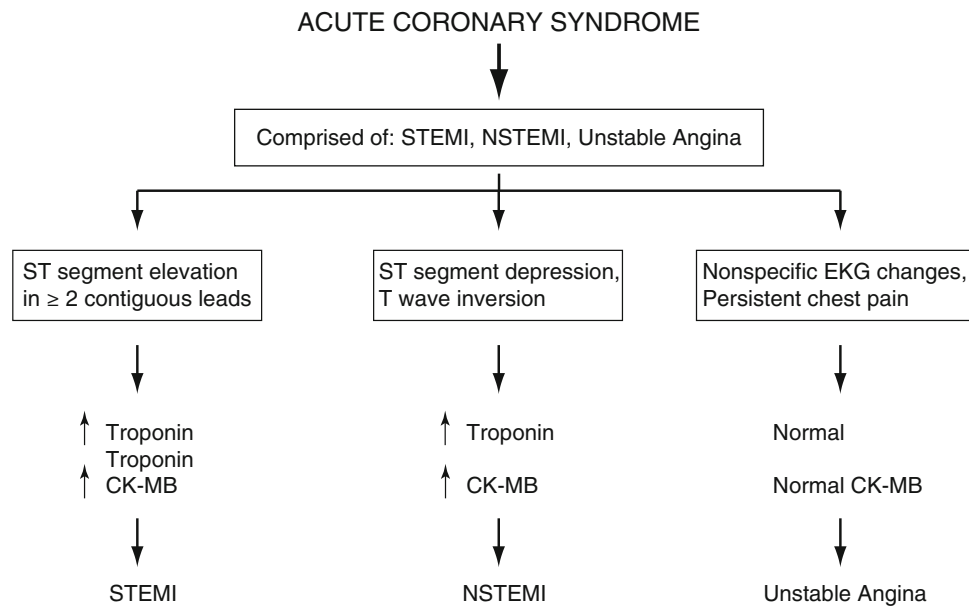 ACUTE CORONARY SYNDROME
Comprised of: STEMI, NSTEMI, Unstable Angina
ST segment elevation
in ≥ 2 contiguous leads
↑ Troponin
Troponin
↑ CK-MB
STEMI
ST segment depression,
T wave inversion
↑ Troponin
↑ CK-MB
NSTEMI
Nonspecific EKG changes,
Persistent chest pain
Normal
Normal CK-MB
Unstable Angina